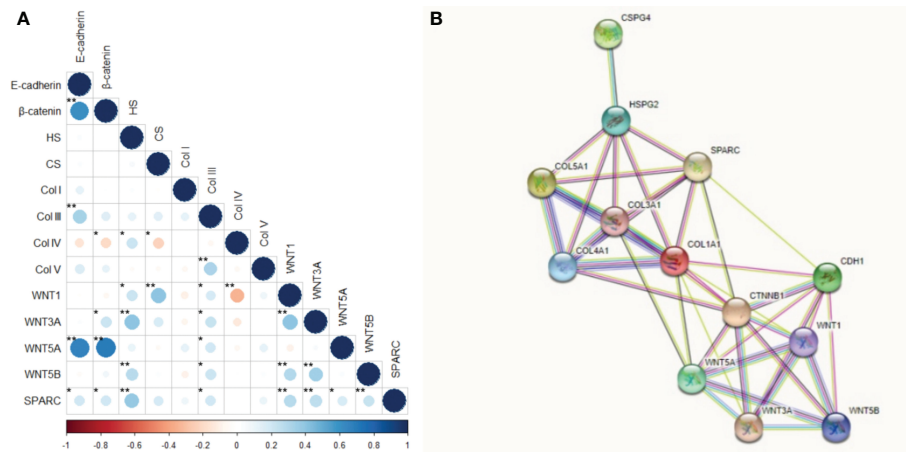 A
E-cadherin
β-catenin
HS
CS
Col I
Col III
Col IV
Col V
WNT1
WNT3A
WNT5A
WNT5B
SPARC
E-cadherin
β-catenin **
HS
CS
Col I
Col III **
Col IV * * *
Col V **
WNT1 * ** * **
WNT3A * ** * **
WNT5A ** ** *
WNT5B ** * ** **
SPARC * * ** * ** ** * **
-1 -0.8 -0.6 -0.4 -0.2 0 0.2 0.4 0.6 0.8 1
B
CSPG4
HSPG2
SPARC
COL5A1
COL3A1
COL4A1
COL1A1
CDH1
CTNNB1
WNT1
WNT5A
WNT3A
WNT5B